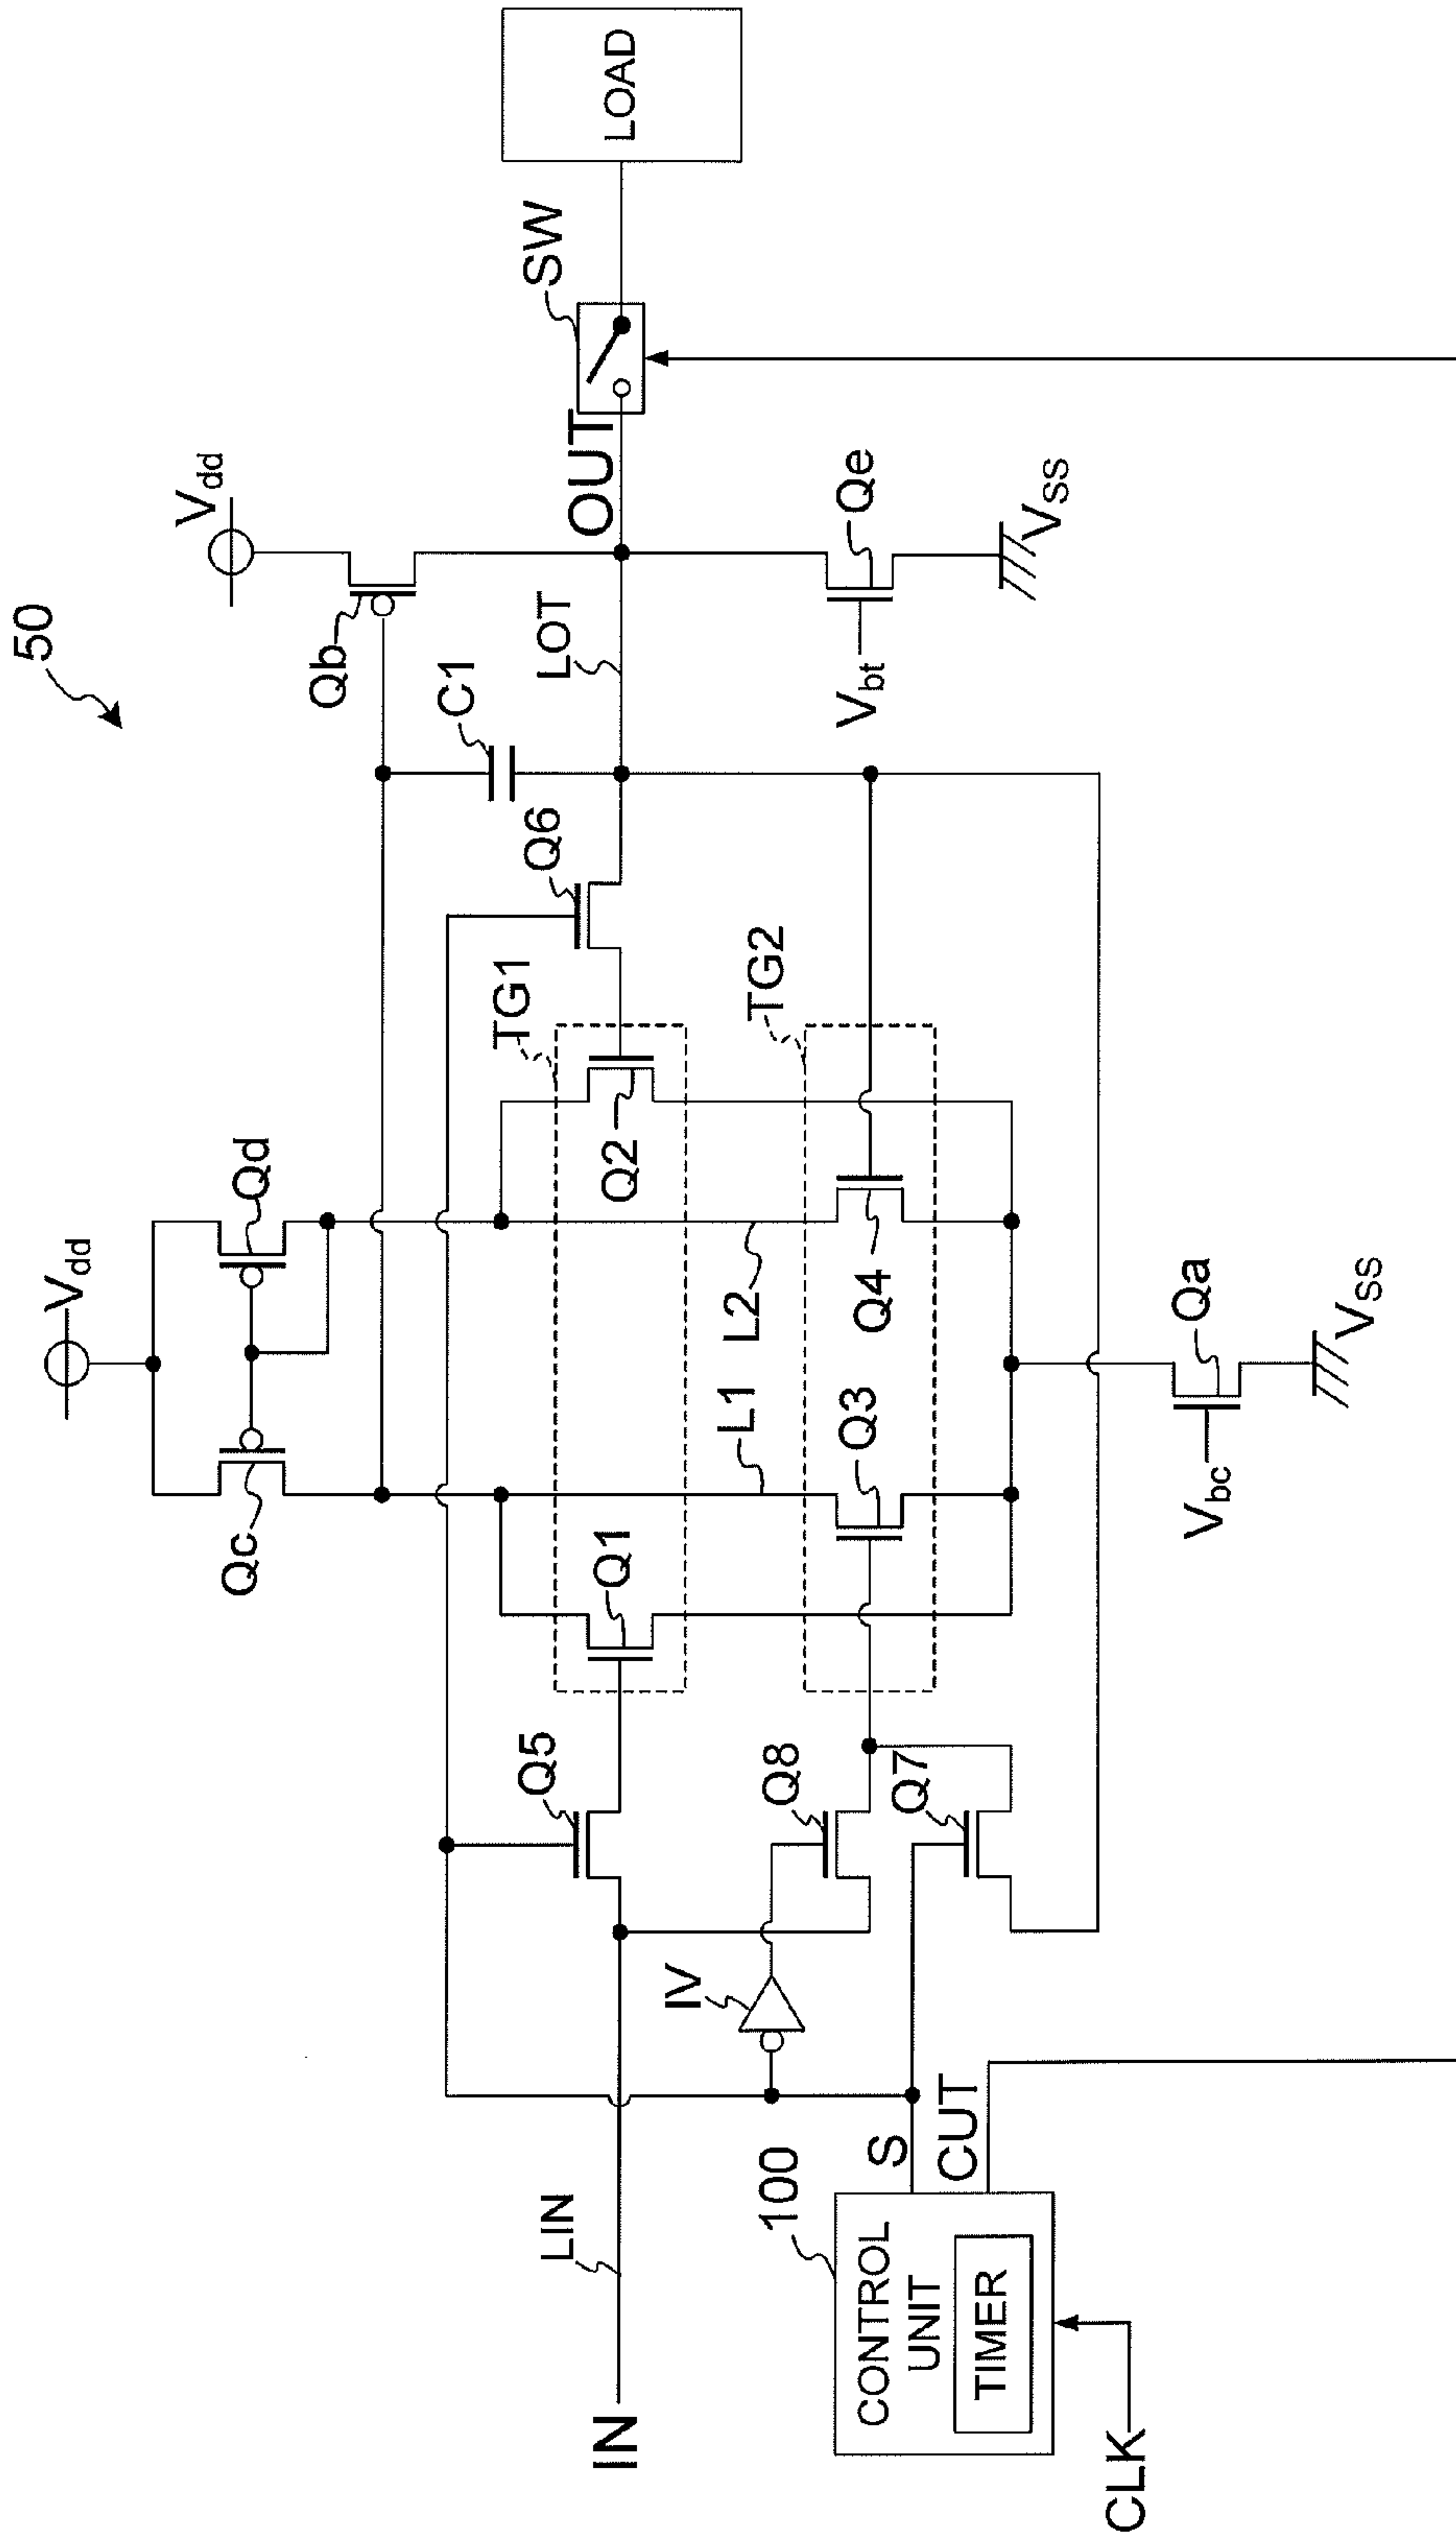 50
Vdd
Vdd
Qc
Qd
Qb
C1
LOT
OUT
SW
LOAD
Q5
Q1
L1
L2
TG1
Q2
Q6
IV
Q8
Q3
Q4
TG2
Vbt
Qe
VSS
LIN
IN
100
S
CUT
Q7
CONTROL
UNIT
TIMER
CLK
Vbc
Qa
VSS